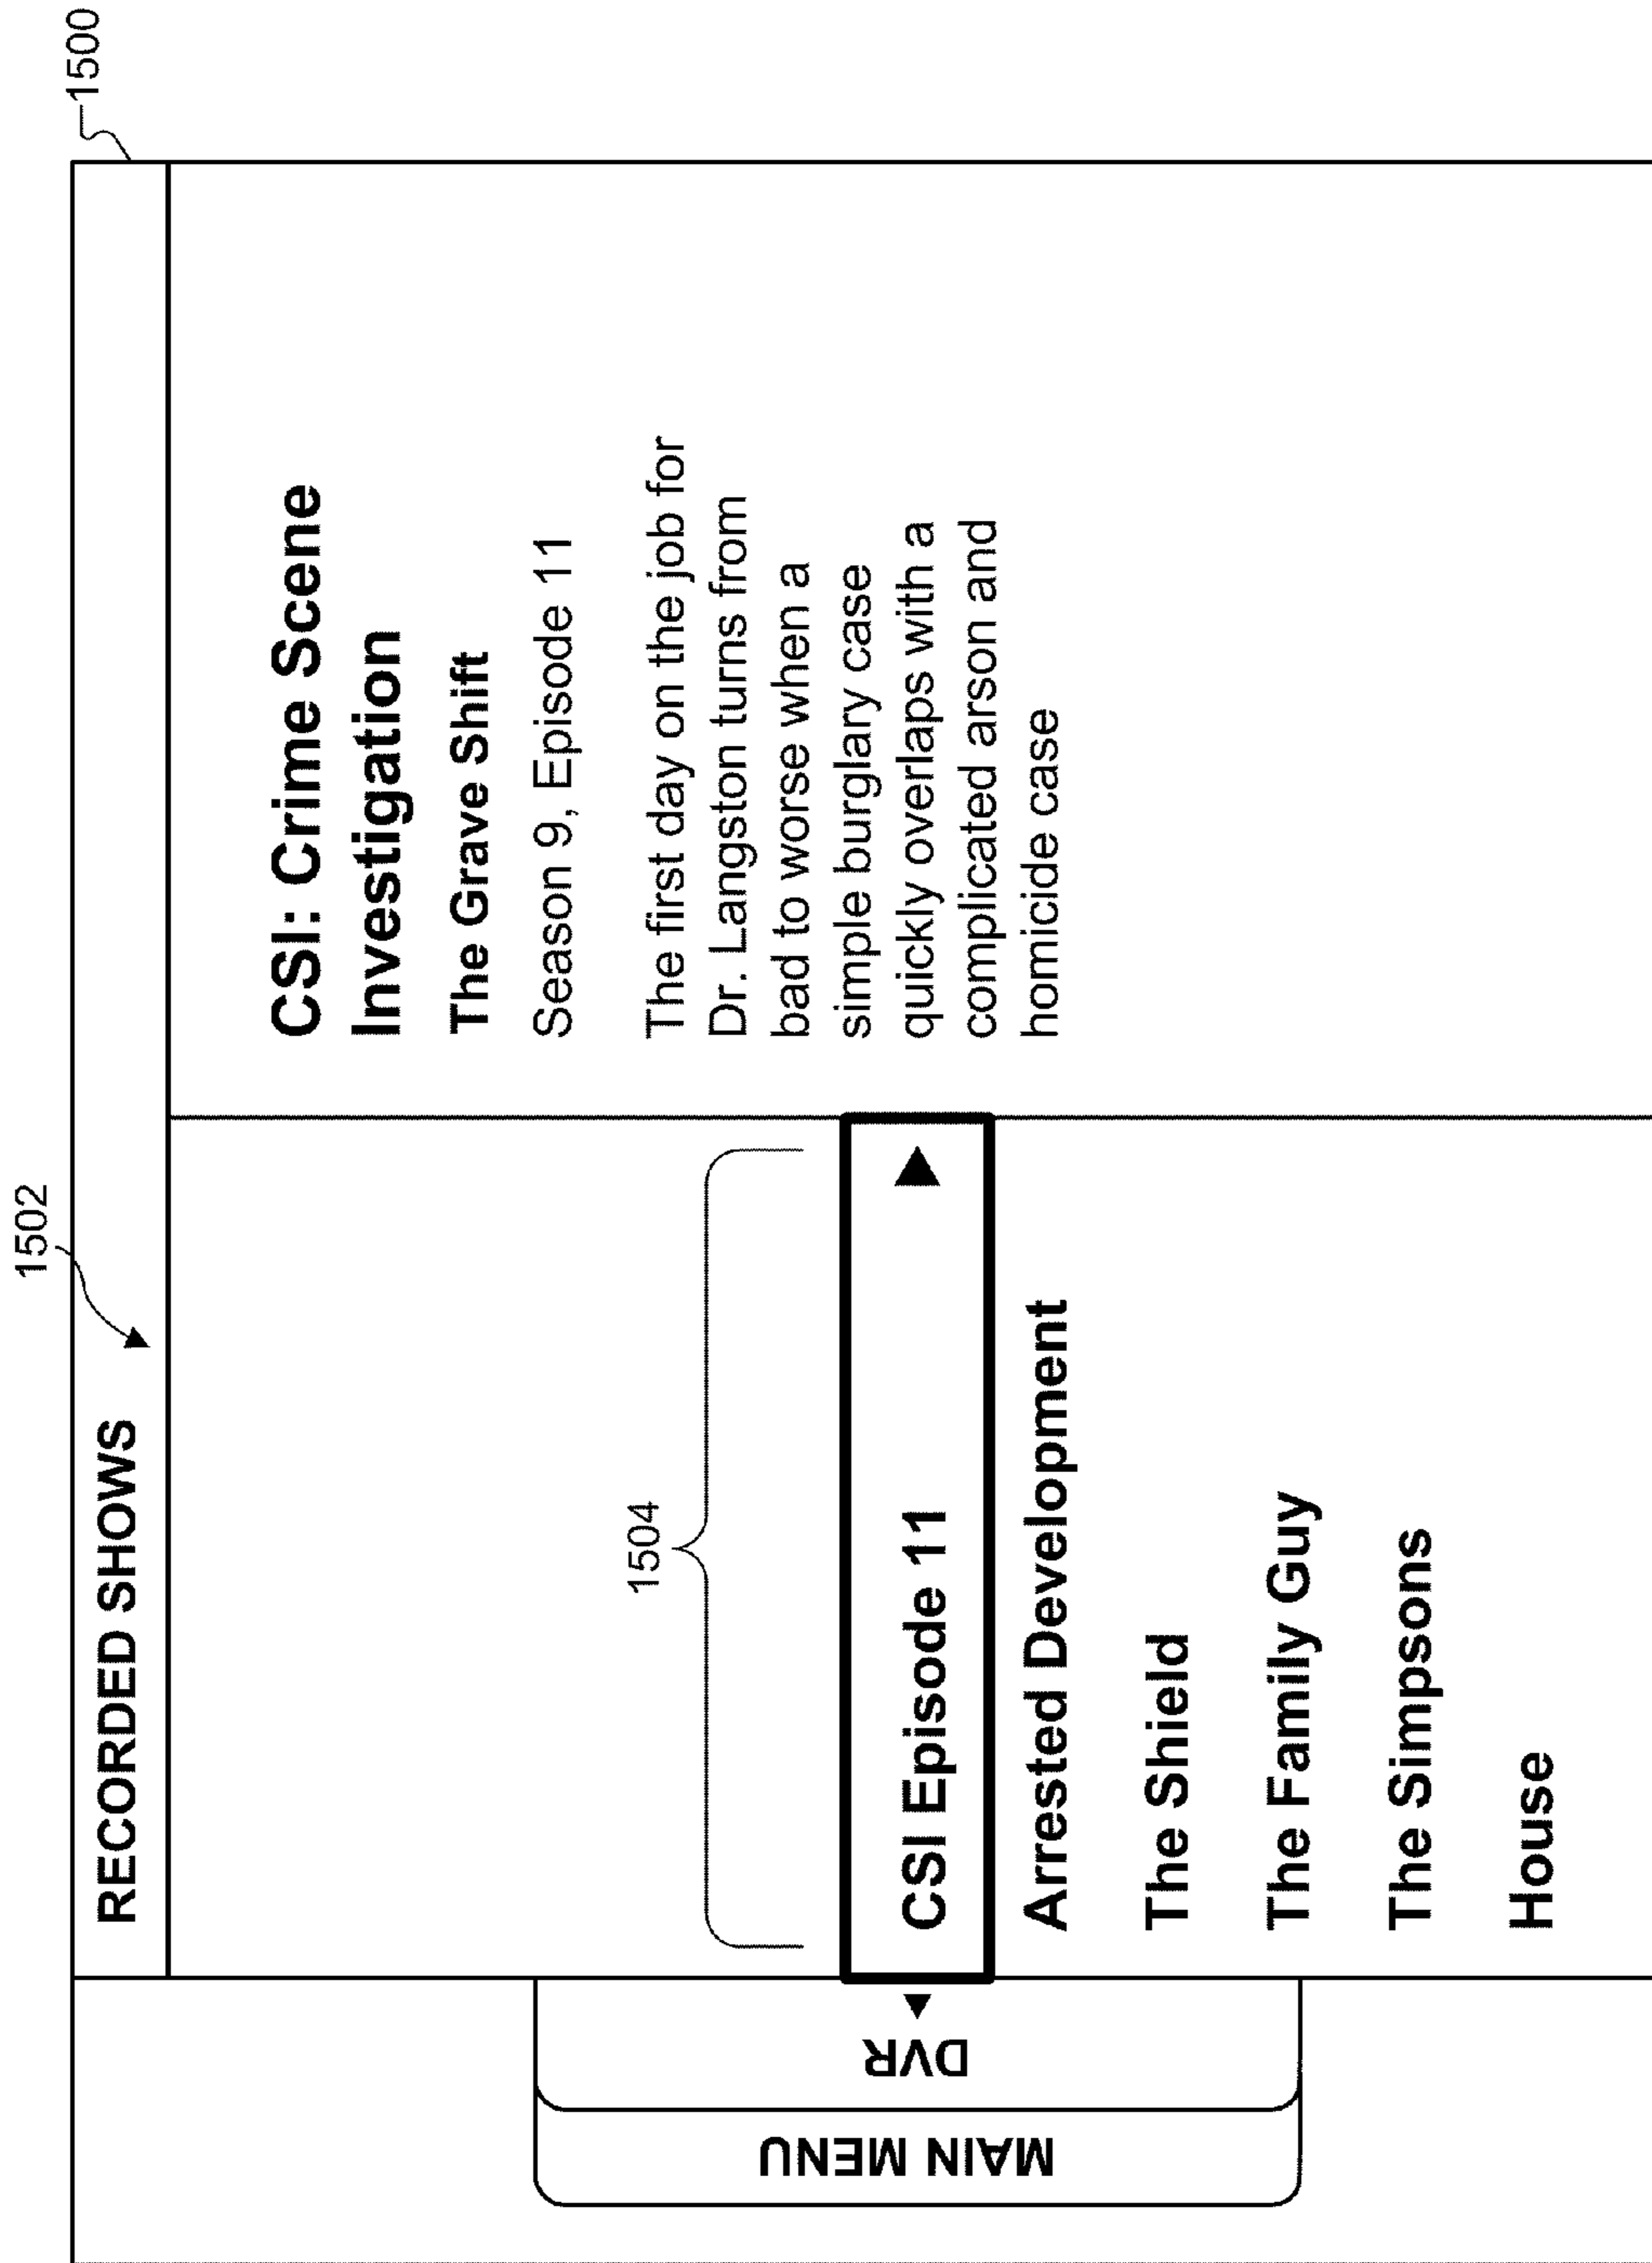 1500
1502
RECORDED SHOWS
MAIN MENU
DVR
1504
CSI Episode 11
Arrested Development
The Shield
The Family Guy
The Simpsons
House
CSI: Crime Scene
Investigation
The Grave Shift
Season 9, Episode 11
The first day on the job for
Dr. Langston turns from
bad to worse when a
simple burglary case
quickly overlaps with a
complicated arson and
homicide case